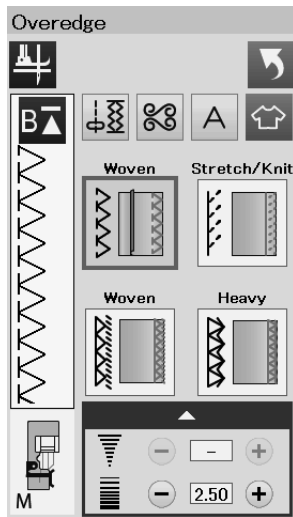 Overedge
B
A
Woven Stretch/Knit
Woven Heavy
- - +
M
- 2.50 +